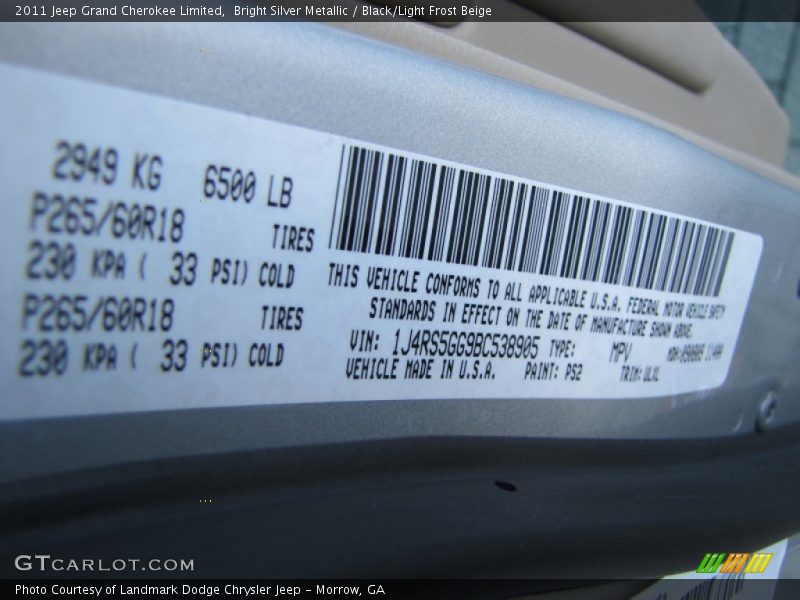 2011 Jeep Grand Cherokee Limited,  Bright Silver Metallic / Black/Light Frost Beige
2949 KG 6500 LB
P265/60R18 TIRES
230 KPA ( 33 PSI) COLD
P265/60R18 TIRES
230 KPA ( 33 PSI) COLD
THIS VEHICLE CONFORMS TO ALL APPLICABLE U.S.A. FEDERAL MOTOR VEHICLE SAFETY
STANDARDS IN EFFECT ON THE DATE OF MANUFACTURE SHOWN ABOVE.
VIN: 1J4RS5GG9BC538905 TYPE: MPV
VEHICLE MADE IN U.S.A. PAINT: PS2 TRIM:
GTCARLOT.COM
Photo Courtesy of Landmark Dodge Chrysler Jeep - Morrow, GA